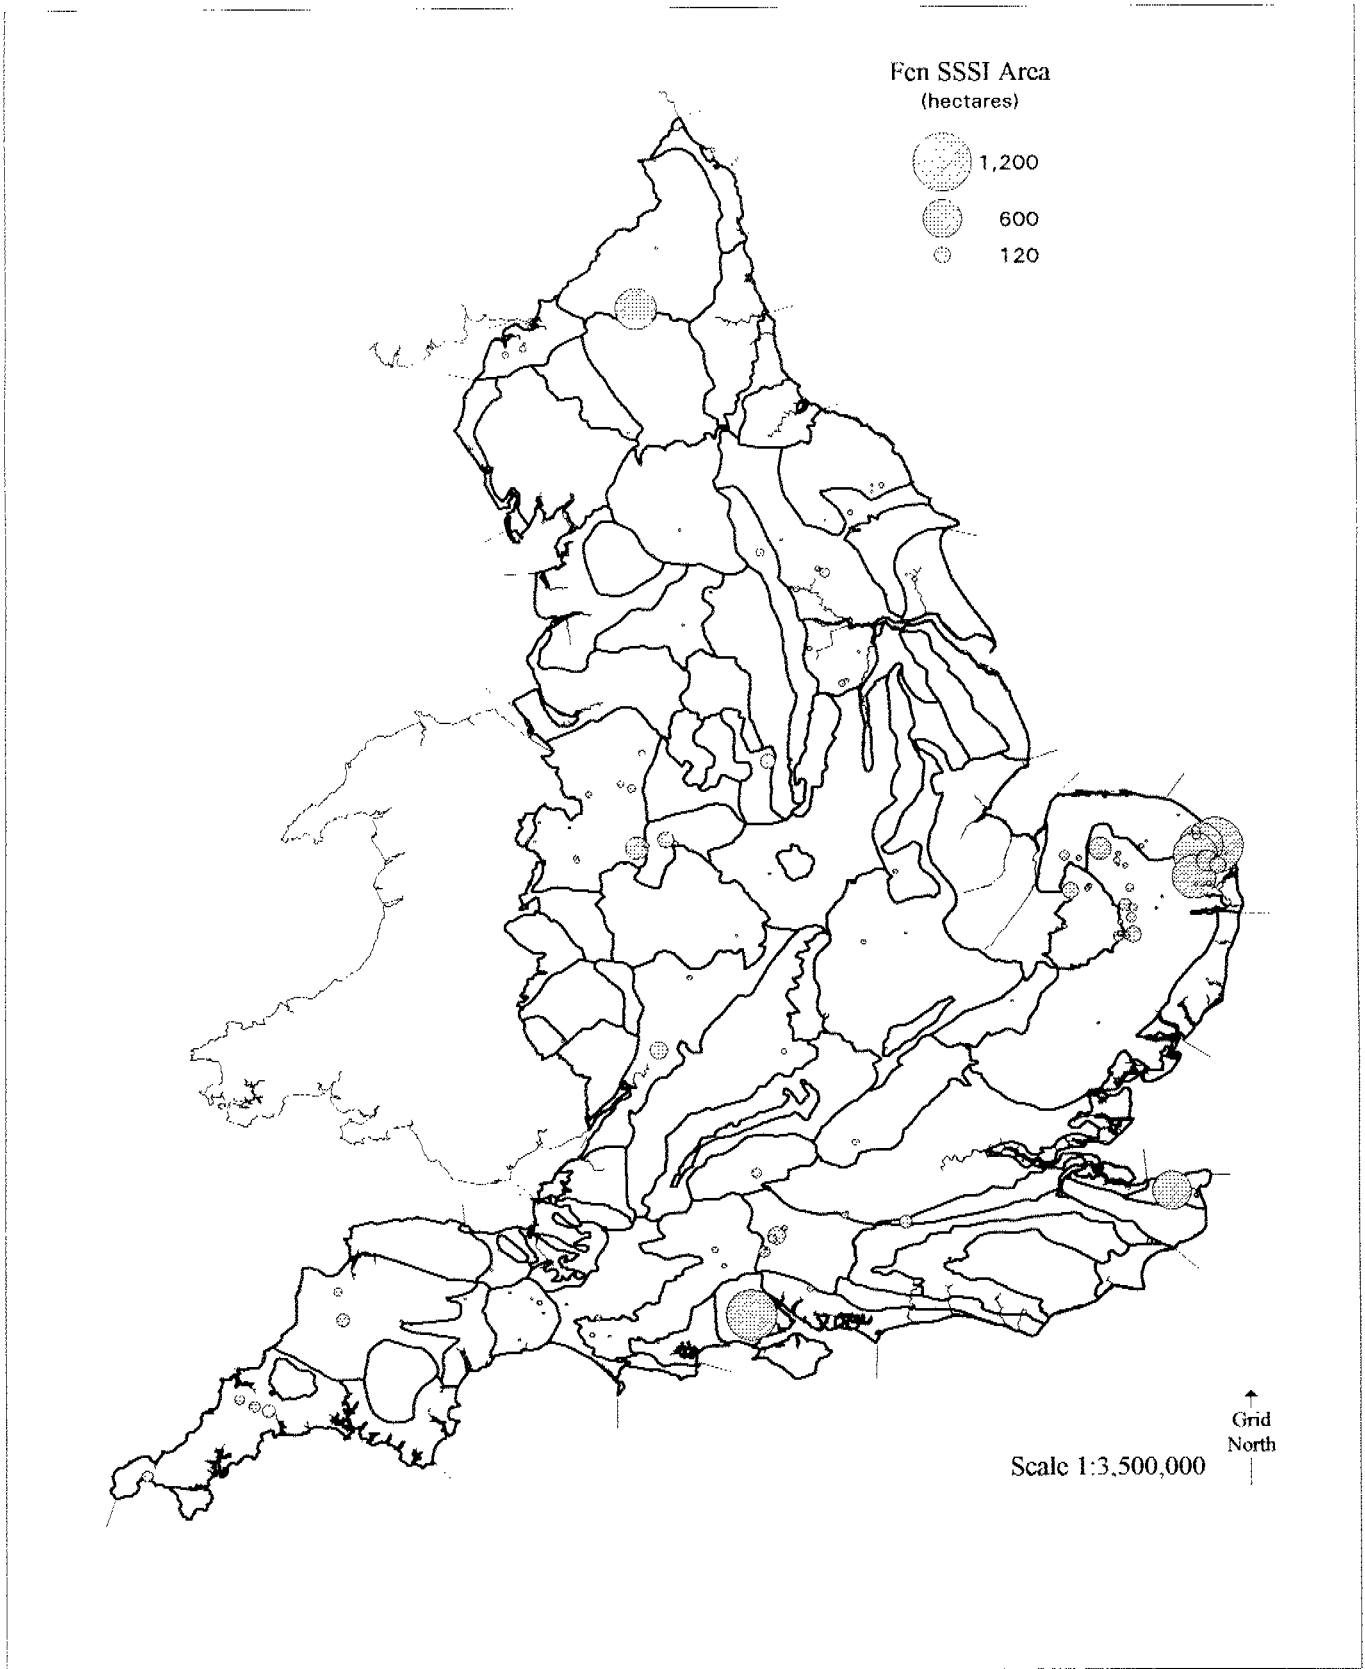 Fen SSSI Area
(hectares)
1,200
600
120
Grid
North
Scale 1:3,500,000